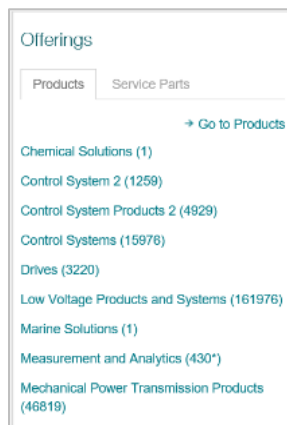 Offerings
Products Service Parts
→ Go to Products
Chemical Solutions (1)
Control System 2 (1259)
Control System Products 2 (4929)
Control Systems (15976)
Drives (3220)
Low Voltage Products and Systems (161976)
Marine Solutions (1)
Measurement and Analytics (430*)
Mechanical Power Transmission Products
(46819)